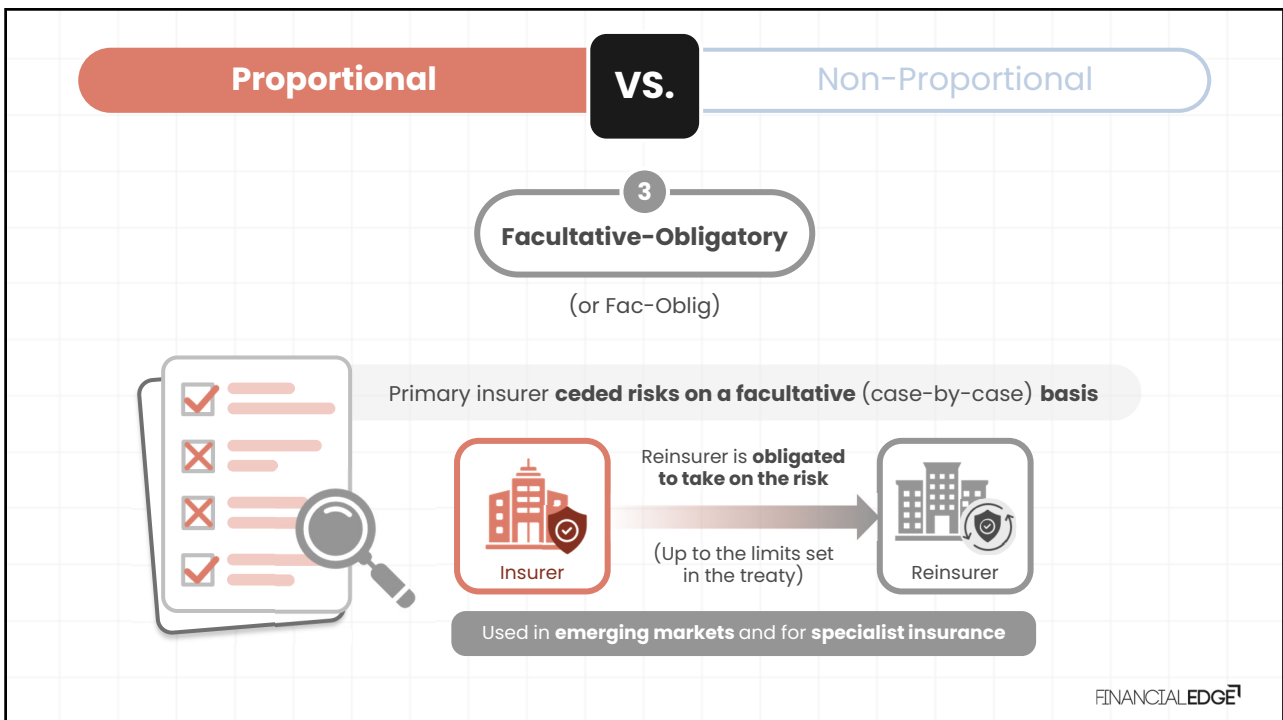 Proportional
VS.
Non-Proportional
3
Facultative-Obligatory
(or Fac-Oblig)
Primary insurer ceded risks on a facultative (case-by-case) basis
Reinsurer is obligated
to take on the risk
(Up to the limits set
in the treaty)
Insurer
Reinsurer
Used in emerging markets and for specialist insurance
FINANCIALEDGE